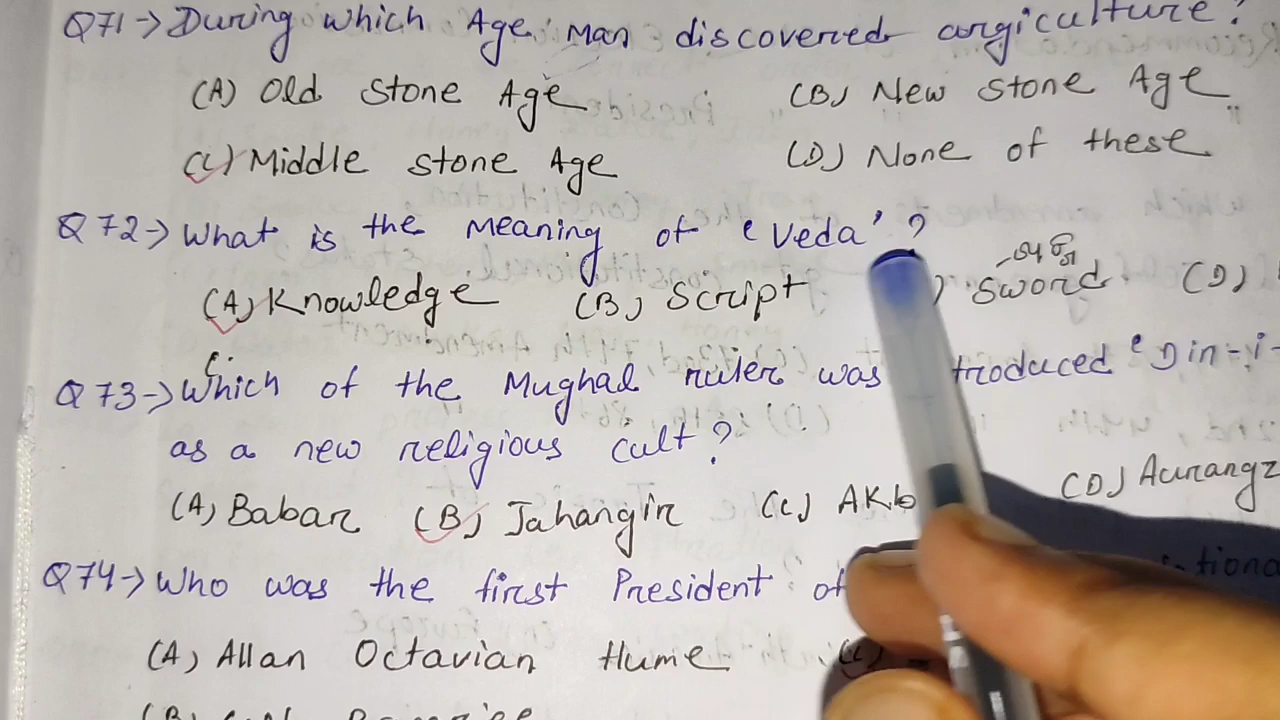 Q71→ During which Age Man discovered argiculture?
(A) Old Stone Age (B) New Stone Age
(C) Middle Stone Age (D) None of these
Q72→ What is the Meaning of 'Veda'?
(A) Knowledge (B) Script ) Sword (D)
Q73→ Which of the Mughal ruler was troduced 'Din-i-
as a new religious cult?
(A) Babar (B) Jahangir (C) Akb (D) Aurangz
Q74→ Who was the first President of tiona
(A) Allan Octavian Hume (C)